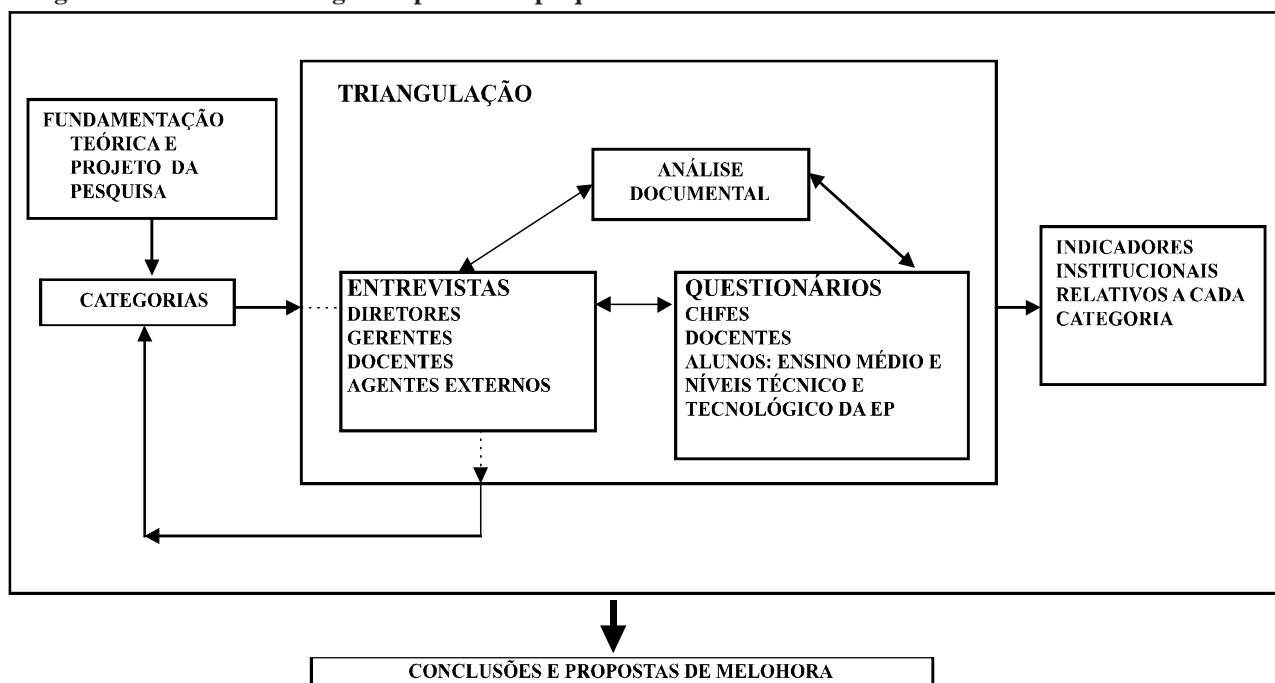 TRIANGULAÇÃO
FUNDAMENTAÇÃO
TEÓRICA E
PROJETO DA
PESQUISA
CATEGORIAS
ANÁLISE
DOCUMENTAL
ENTREVISTAS
DIRETORES
GERENTES
DOCENTES
AGENTES EXTERNOS
QUESTIONÁRIOS
CHFES
DOCENTES
ALUNOS: ENSINO MÉDIO E
NÍVEIS TÉCNICO E
TECNOLÓGICO DA EP
INDICADORES
INSTITUCIONAIS
RELATIVOS A CADA
CATEGORIA
CONCLUSÕES E PROPOSTAS DE MELOHORA